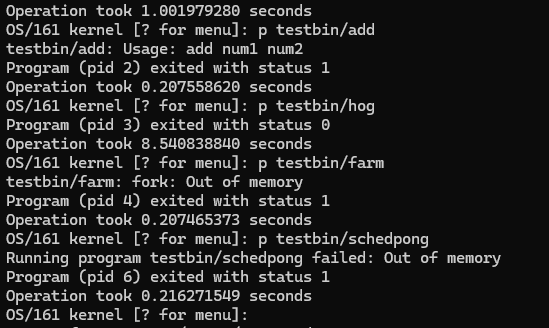 Operation took 1.001979280 seconds
OS/161 kernel [? for menu]: p testbin/add
testbin/add: Usage: add num1 num2
Program (pid 2) exited with status 1
Operation took 0.207558620 seconds
OS/161 kernel [? for menu]: p testbin/hog
Program (pid 3) exited with status 0
Operation took 8.540838840 seconds
OS/161 kernel [? for menu]: p testbin/farm
testbin/farm: fork: Out of memory
Program (pid 4) exited with status 1
Operation took 0.207465373 seconds
OS/161 kernel [? for menu]: p testbin/schedpong
Running program testbin/schedpong failed: Out of memory
Program (pid 6) exited with status 1
Operation took 0.216271549 seconds
OS/161 kernel [? for menu]: